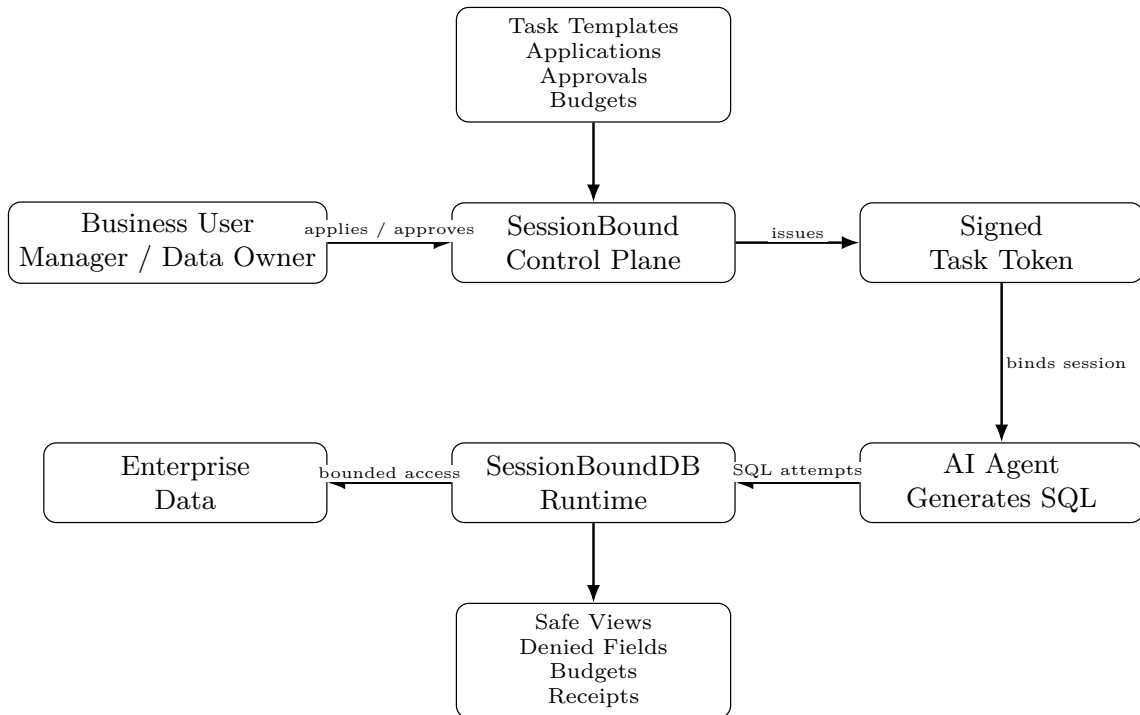 Task Templates
Applications
Approvals
Budgets
Business User
Manager / Data Owner
applies / approves
SessionBound
Control Plane
issues
Signed
Task Token
binds session
Enterprise
Data
bounded access
SessionBoundDB
Runtime
SQL attempts
AI Agent
Generates SQL
Safe Views
Denied Fields
Budgets
Receipts